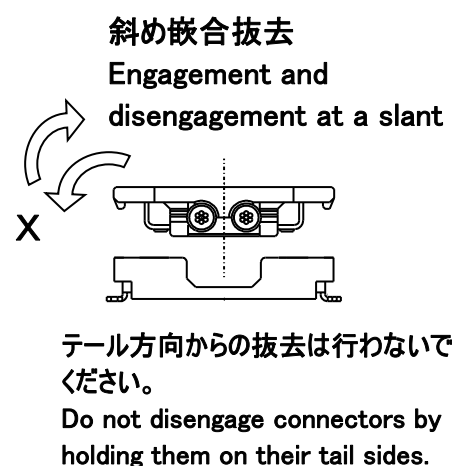 斜め嵌合抜去
Engagement and
disengagement at a slant
X
テール方向からの抜去は行わないで
ください。
Do not disengage connectors by
holding them on their tail sides.